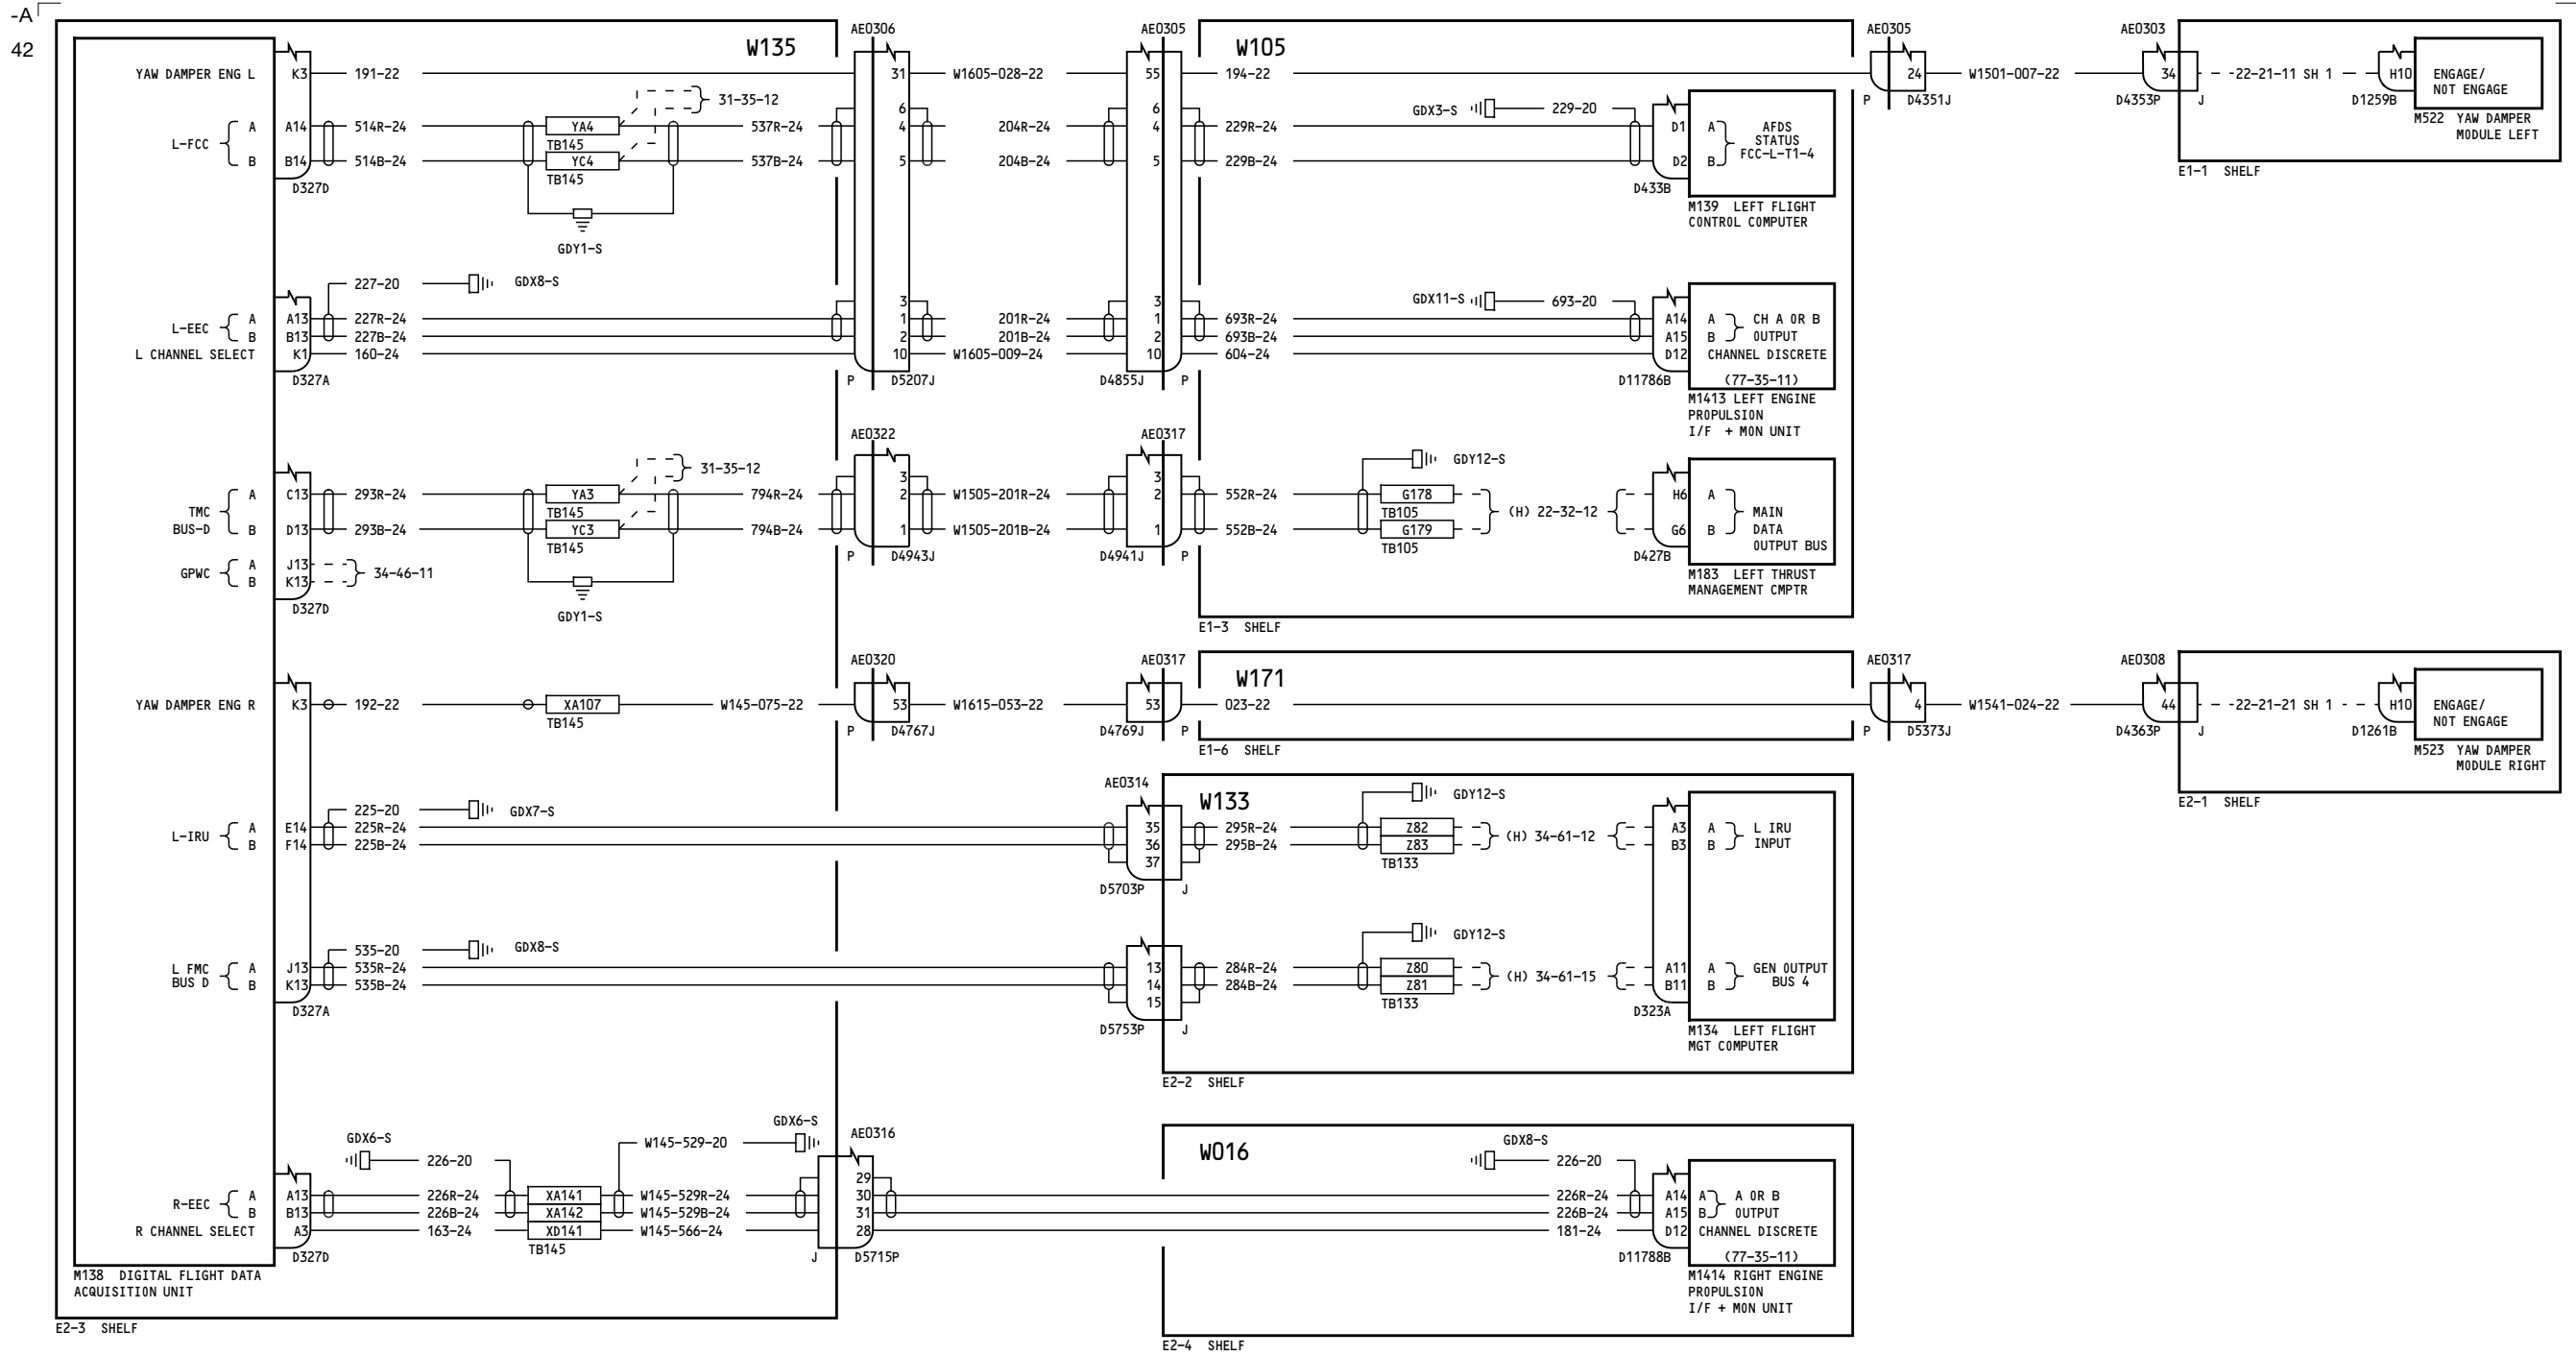 -A
42
W135
AE0306
AE0305
W105
AE0305
AE0303
YAW DAMPER ENG L K3 191-22 31 W1605-028-22 55 194-22 24 W1501-007-22 34 -22-21-11 SH 1 H10 ENGAGE/
NOT ENGAGE
P D4351J D4353P J D1259B
M522 YAW DAMPER
MODULE LEFT
E1-1 SHELF
31-35-12
6 6 GDX3-S 229-20
L-FCC A A14 514R-24 YA4 537R-24 4 204R-24 4 229R-24 D1 A AFDS
TB145 STATUS
B B14 514B-24 YC4 537B-24 5 204B-24 5 229B-24 D2 B FCC-L-T1-4
D327D TB145 D433B
M139 LEFT FLIGHT
CONTROL COMPUTER
GDY1-S
227-20 GDX8-S
3 3 GDX11-S 693-20
L-EEC A A13 227R-24 1 201R-24 1 693R-24 A14 A CH A OR B
B B13 227B-24 2 201B-24 2 693B-24 A15 B OUTPUT
L CHANNEL SELECT K1 160-24 10 W1605-009-24 10 604-24 D12 CHANNEL DISCRETE
D327A P D5207J D4855J P D11786B (77-35-11)
M1413 LEFT ENGINE
PROPULSION
I/F + MON UNIT
AE0322 AE0317
31-35-12 GDY12-S
3 3
TMC
BUS-D A C13 293R-24 YA3 794R-24 2 W1505-201R-24 2 552R-24 G178 H6 A MAIN
TB145 TB105 (H) 22-32-12
B D13 293B-24 YC3 794B-24 1 W1505-201B-24 1 552B-24 G179 G6 B DATA
OUTPUT BUS
TB145 P D4943J D4941J P TB105 D427B
GPWC A J13 34-46-11
B K13
D327D
M183 LEFT THRUST
MANAGEMENT CMPTR
GDY1-S
E1-3 SHELF
AE0320 AE0317 W171 AE0317 AE0308
YAW DAMPER ENG R K3 192-22 XA107 W145-075-22 53 W1615-053-22 53 023-22 4 W1541-024-22 44 -22-21-21 SH 1 H10 ENGAGE/
NOT ENGAGE
TB145 P D4767J D4769J P P D5373J D4363P J D1261B
E1-6 SHELF
M523 YAW DAMPER
MODULE RIGHT
E2-1 SHELF
AE0314 W133 GDY12-S
225-20 GDX7-S
L-IRU A E14 225R-24 35 295R-24 Z82 (H) 34-61-12 A3 A L IRU
B F14 225B-24 36 295B-24 Z83 B3 B INPUT
37 TB133
D5703P J
535-20 GDX8-S GDY12-S
L FMC
BUS D A J13 535R-24 13 284R-24 Z80 (H) 34-61-15 A11 A GEN OUTPUT
B K13 535B-24 14 284B-24 Z81 B11 B BUS 4
15 TB133
D327A D5753P J D323A
M134 LEFT FLIGHT
MGT COMPUTER
E2-2 SHELF
GDX6-S W145-529-20 GDX6-S AE0316 W016 GDX8-S
226-20 29 226-20
R-EEC A A13 226R-24 XA141 W145-529R-24 30 226R-24 A14 A A OR B
B B13 226B-24 XA142 W145-529B-24 31 226B-24 A15 B OUTPUT
R CHANNEL SELECT A3 163-24 XD141 W145-566-24 28 181-24 D12 CHANNEL DISCRETE
D327D TB145 J D5715P D11788B (77-35-11)
M138 DIGITAL FLIGHT DATA
ACQUISITION UNIT
M1414 RIGHT ENGINE
PROPULSION
I/F + MON UNIT
E2-3 SHELF
E2-4 SHELF